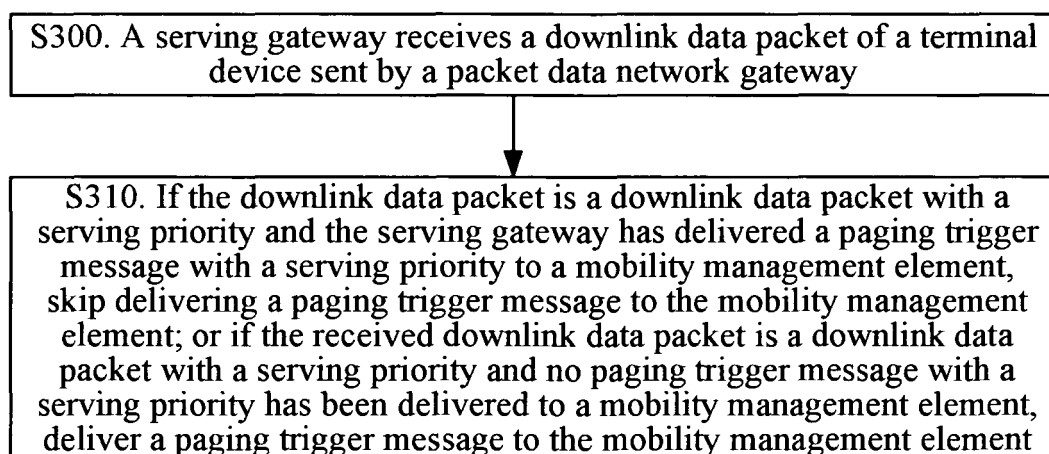 S300. A serving gateway receives a downlink data packet of a terminal
device sent by a packet data network gateway
S310. If the downlink data packet is a downlink data packet with a
serving priority and the serving gateway has delivered a paging trigger
message with a serving priority to a mobility management element,
skip delivering a paging trigger message to the mobility management
element; or if the received downlink data packet is a downlink data
packet with a serving priority and no paging trigger message with a
serving priority has been delivered to a mobility management element,
deliver a paging trigger message to the mobility management element